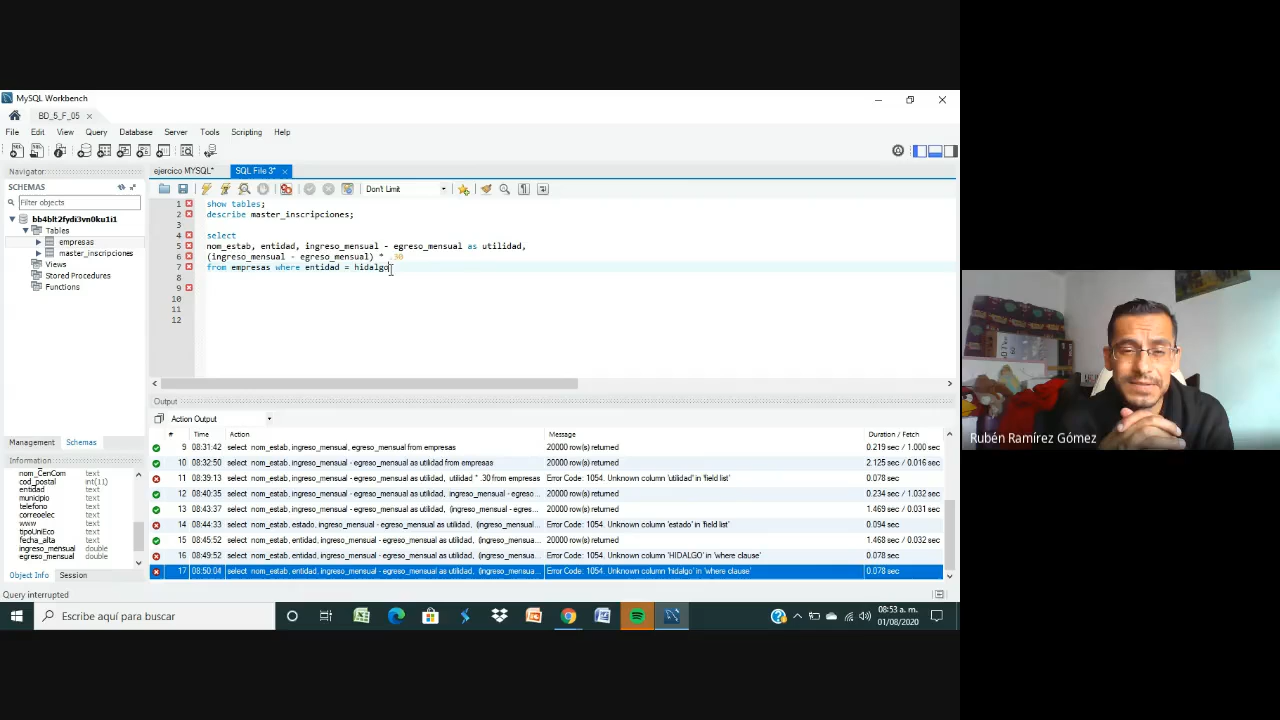 MySQL Workbench
BD_5_F_05
File Edit View Query Database Server Tools Scripting Help
Navigator
SCHEMAS
Filter objects
bb4blt2fydi3vn0ku1i1
Tables
empresas
master_inscripciones
Views
Stored Procedures
Functions
Management Schemas
Information
nom_CenCom text
cod_postal int(11)
entidad text
municipio text
telefono text
correoelec text
www text
tipoUniEco text
fecha_alta text
ingreso_mensual double
egreso_mensual double
Object Info Session
Query interrupted
ejercico MYSQL* SQL File 3*
Don't Limit
1 show tables;
2 describe master_inscripciones;
3
4 select
5 nom_estab, entidad, ingreso_mensual - egreso_mensual as utilidad,
6 (ingreso_mensual - egreso_mensual) * .30
7 from empresas where entidad = hidalgo
8
9
10
11
12
Output
Action Output
# Time Action Message Duration / Fetch
9 08:31:42 select nom_estab, ingreso_mensual, egreso_mensual from empresas 20000 row(s) returned 0.219 sec / 1.000 sec
10 08:32:50 select nom_estab, ingreso_mensual - egreso_mensual as utilidad from empresas 20000 row(s) returned 2.125 sec / 0.016 sec
11 08:39:13 select nom_estab, ingreso_mensual - egreso_mensual as utilidad, utilidad * .30 from empresas Error Code: 1054. Unknown column 'utilidad' in 'field list' 0.078 sec
12 08:40:35 select nom_estab, ingreso_mensual - egreso_mensual as utilidad, ingreso_mensual - egreso... 20000 row(s) returned 0.234 sec / 1.032 sec
13 08:43:37 select nom_estab, ingreso_mensual - egreso_mensual as utilidad, (ingreso_mensual - egres... 20000 row(s) returned 1.469 sec / 0.031 sec
14 08:44:33 select nom_estab, estado, ingreso_mensual - egreso_mensual as utilidad, (ingreso_mensual -... Error Code: 1054. Unknown column 'estado' in 'field list' 0.094 sec
15 08:45:52 select nom_estab, entidad, ingreso_mensual - egreso_mensual as utilidad, (ingreso_mensua... 20000 row(s) returned 1.468 sec / 0.032 sec
16 08:49:52 select nom_estab, entidad, ingreso_mensual - egreso_mensual as utilidad, (ingreso_mensua... Error Code: 1054. Unknown column 'HIDALGO' in 'where clause' 0.078 sec
17 08:50:04 select nom_estab, entidad, ingreso_mensual - egreso_mensual as utilidad, (ingreso_mensua... Error Code: 1054. Unknown column 'hidalgo' in 'where clause' 0.078 sec
Escribe aquí para buscar
08:53 a. m.
01/08/2020
Rubén Ramírez Gómez